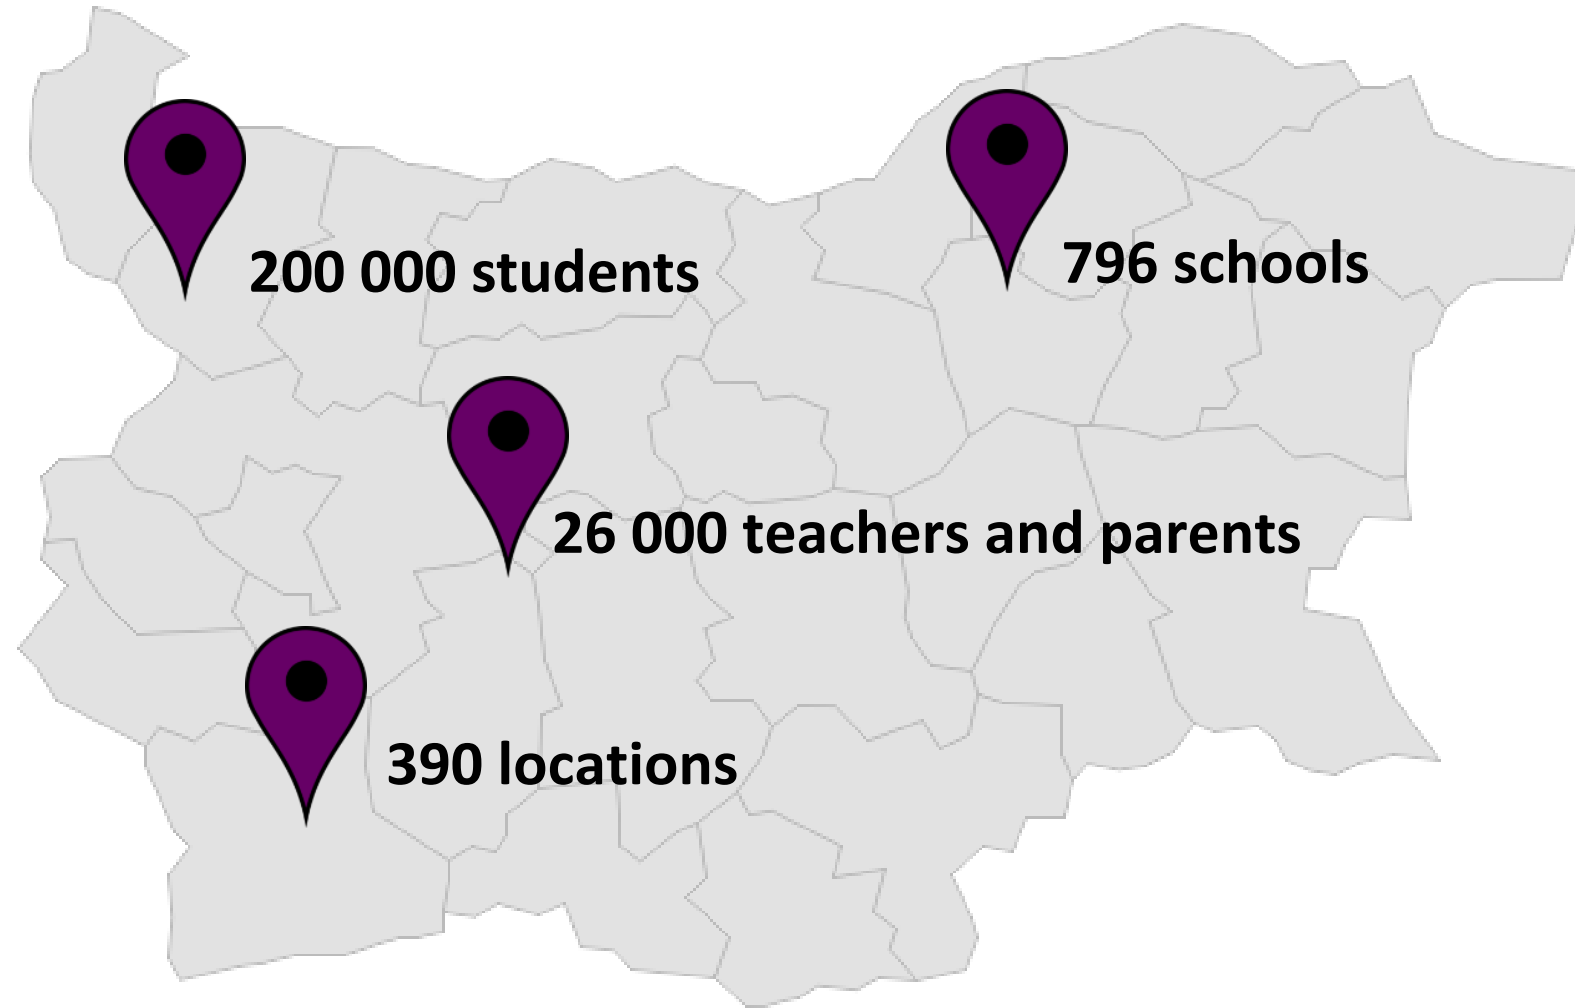 796 schools
200 000 students
26 000 teachers and parents
390 locations